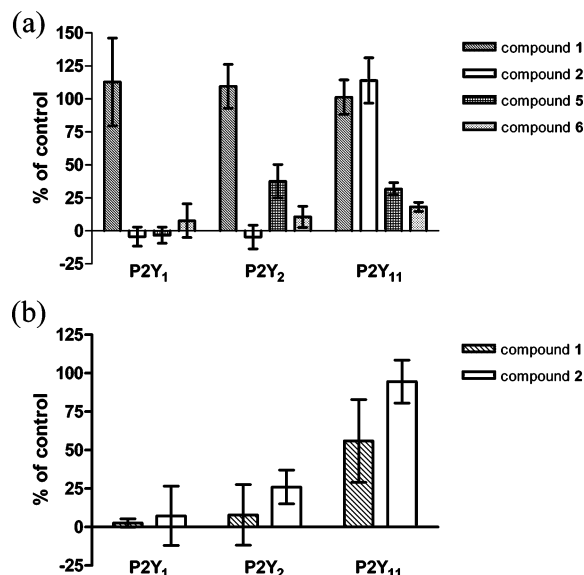 (a)
150
125
100
75
50
25
0
-25
% of control
P2Y1 P2Y2 P2Y11
compound 1
compound 2
compound 5
compound 6
(b)
125
100
75
50
25
0
-25
% of control
P2Y1 P2Y2 P2Y11
compound 1
compound 2